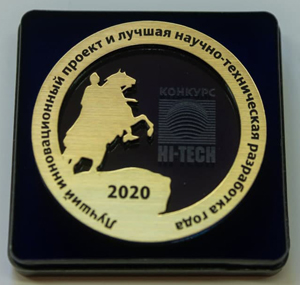 Лучший инновационный проект и лучшая научно-техническая разработка года
КОНКУРС
HI-TECH
2020